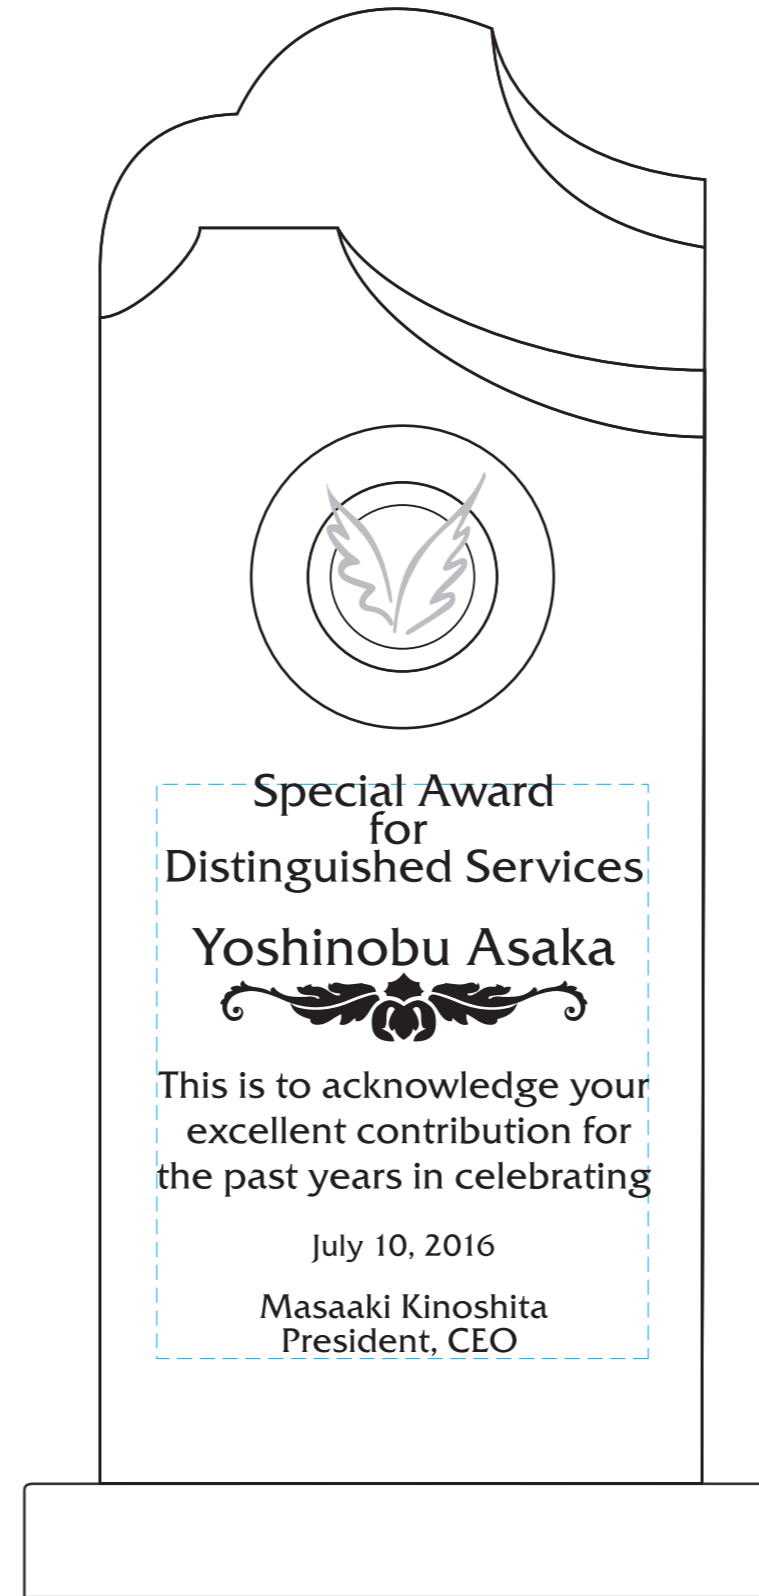 Special Award
for
Distinguished Services
Yoshinobu Asaka
This is to acknowledge your
excellent contribution for
the past years in celebrating
July 10, 2016
Masaaki Kinoshita
President, CEO